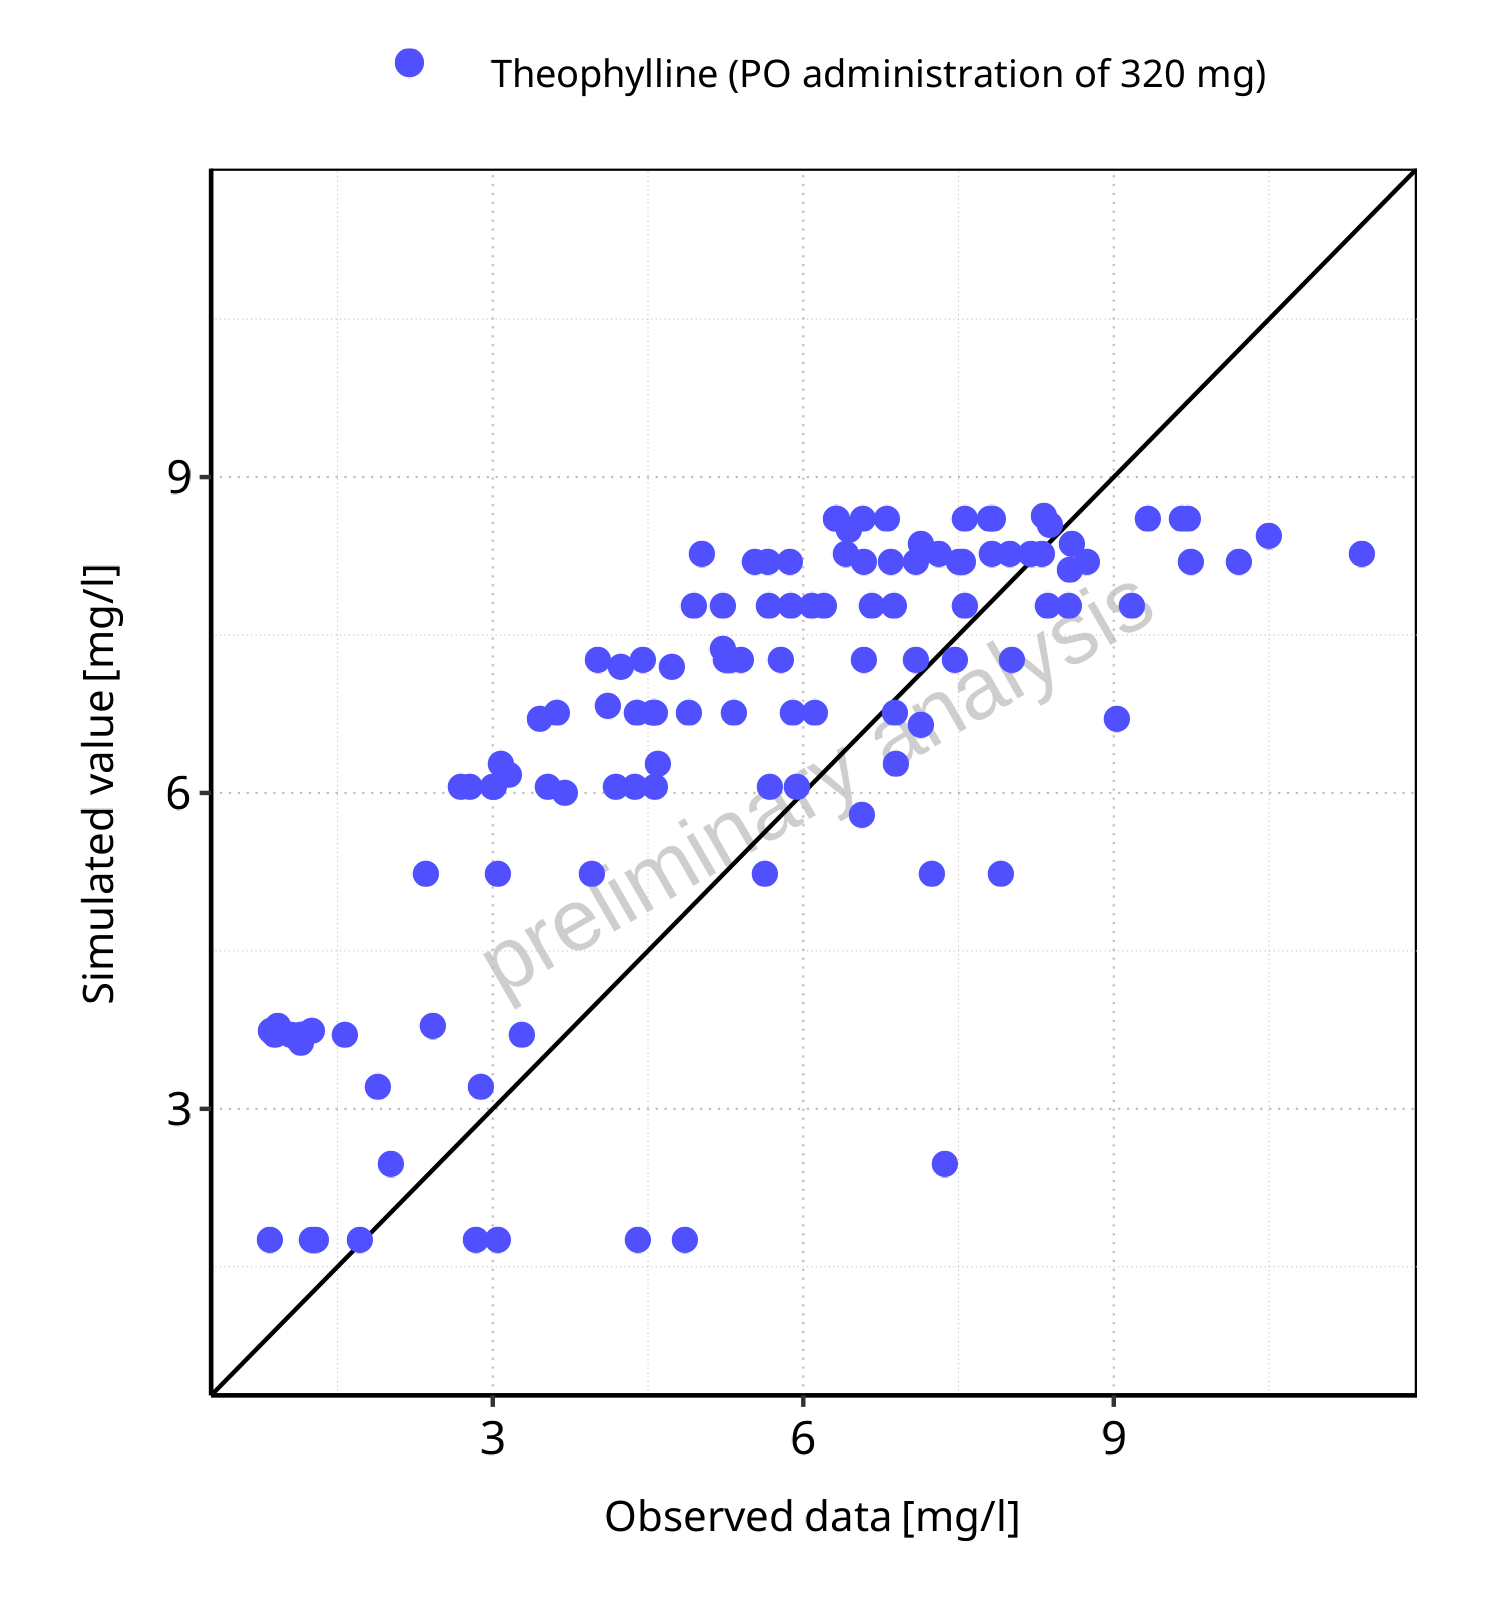 Theophylline (PO administration of 320 mg)
9
6
3
Simulated value [mg/l]
preliminary analysis
3 6 9
Observed data [mg/l]